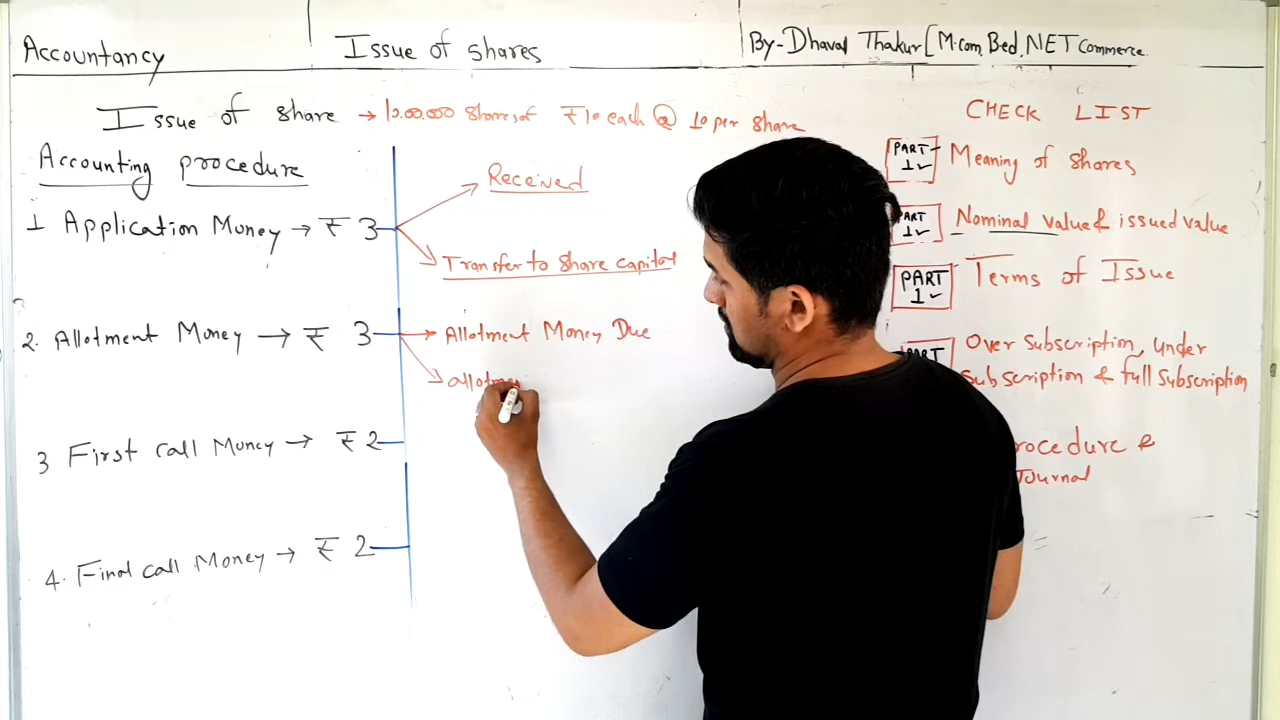 Accountancy
Issue of shares
By-Dhaval Thakur [M.com, B.ed, NET Commerce
Issue of share → 10.00.000 shares of ₹10 each @ 10 per share
Accounting procedure
1 Application Money → ₹ 3
Received
Transfer to share capital
2. Allotment Money → ₹ 3
Allotment Money Due
3 First call Money → ₹ 2
4. Final call Money → ₹ 2
CHECK LIST
PART 1 ✓ Meaning of shares
PART 1 ✓ Nominal value & issued value
PART 1 ✓ Terms of Issue
PART Over subscription, under
subscription & full subscription
rocedure &
Journal